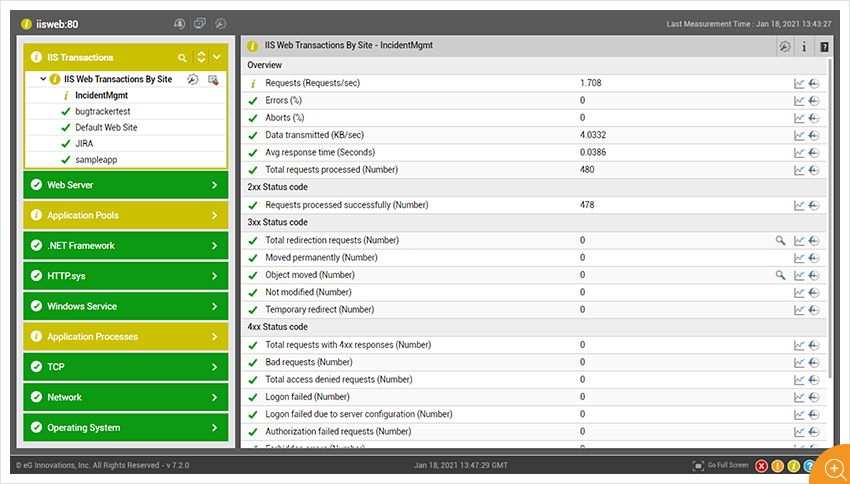 iisweb:80
Last Measurement Time : Jan 18, 2021 13:43:27
IIS Transactions
IIS Web Transactions By Site
IncidentMgmt
bugtrackertest
Default Web Site
JIRA
sampleapp
Web Server
Application Pools
.NET Framework
HTTP.sys
Windows Service
Application Processes
TCP
Network
Operating System
IIS Web Transactions By Site - IncidentMgmt
Overview
Requests (Requests/sec) 1.708
Errors (%) 0
Aborts (%) 0
Data transmitted (KB/sec) 4.0332
Avg response time (Seconds) 0.0386
Total requests processed (Number) 480
2xx Status code
Requests processed successfully (Number) 478
3xx Status code
Total redirection requests (Number) 0
Moved permanently (Number) 0
Object moved (Number) 0
Not modified (Number) 0
Temporary redirect (Number) 0
4xx Status code
Total requests with 4xx responses (Number) 0
Bad requests (Number) 0
Total access denied requests (Number) 0
Logon failed (Number) 0
Logon failed due to server configuration (Number) 0
Authorization failed requests (Number) 0
Forbidden errors (Number) 0
© eG Innovations, Inc. All Rights Reserved - v 7.2.0
Jan 18, 2021 13:47:29 GMT
Go Full Screen